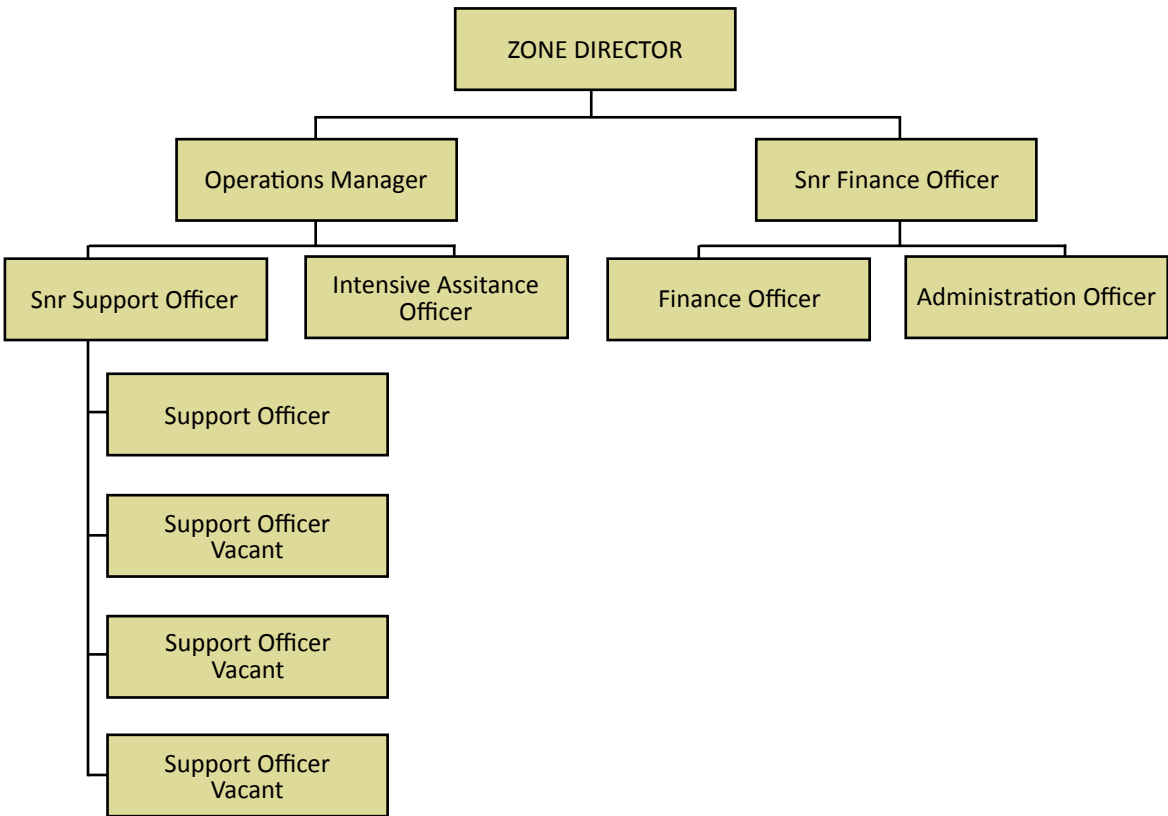 ZONE DIRECTOR
Operations Manager
Snr Finance Officer
Snr Support Officer
Intensive Assitance
Officer
Finance Officer
Administration Officer
Support Officer
Support Officer
Vacant
Support Officer
Vacant
Support Officer
Vacant